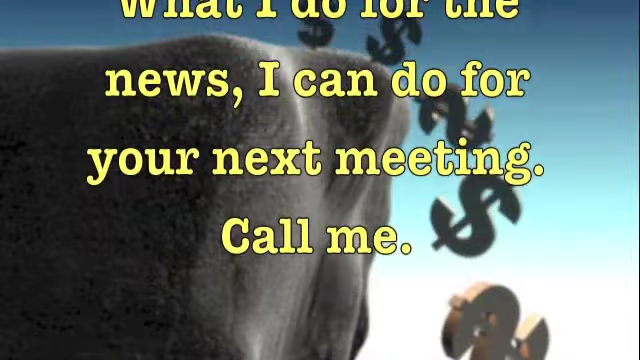 What I do for the
news, I can do for
your next meeting.
Call me.